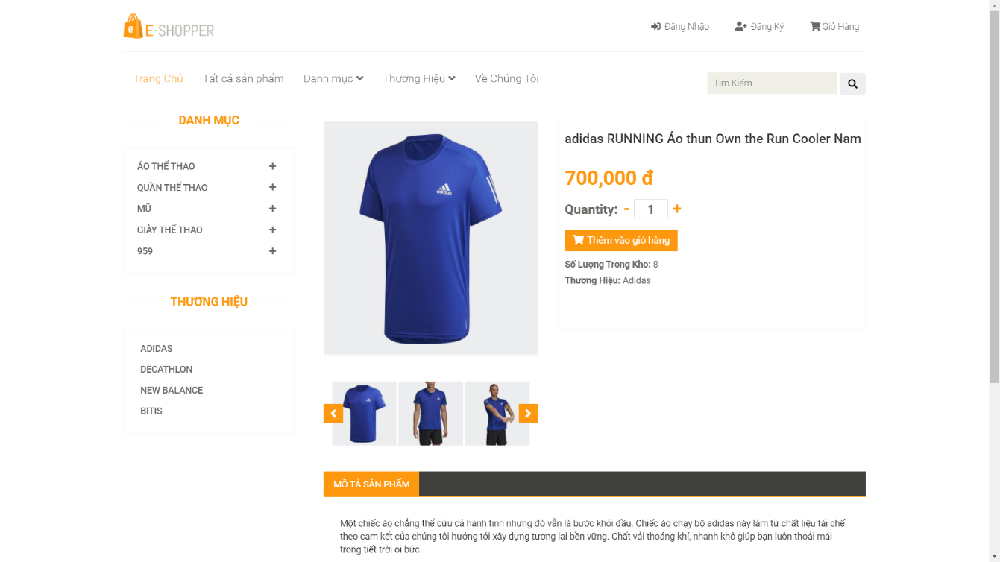 e E-SHOPPER
Đăng Nhập
Đăng Ký
Giỏ Hàng
Trang Chủ
Tất cả sản phẩm
Danh mục
Thương Hiệu
Về Chúng Tôi
Tìm Kiếm
DANH MỤC
ÁO THỂ THAO +
QUẦN THỂ THAO +
MŨ +
GIÀY THỂ THAO +
959 +
THƯƠNG HIỆU
ADIDAS
DECATHLON
NEW BALANCE
BITIS
adidas
adidas RUNNING Áo thun Own the Run Cooler Nam
700,000 đ
Quantity: - 1 +
Thêm vào giỏ hàng
Số Lượng Trong Kho: 8
Thương Hiệu: Adidas
MÔ TẢ SẢN PHẨM
Một chiếc áo chẳng thể cứu cả hành tinh nhưng đó vẫn là bước khởi đầu. Chiếc áo chạy bộ adidas này làm từ chất liệu tái chế
theo cam kết của chúng tôi hướng tới xây dựng tương lai bền vững. Chất vải thoáng khí, nhanh khô giúp bạn luôn thoải mái
trong tiết trời oi bức.